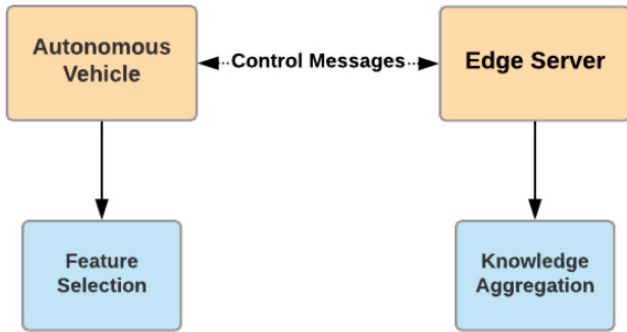 Autonomous
Vehicle
Control Messages
Edge Server
Feature
Selection
Knowledge
Aggregation